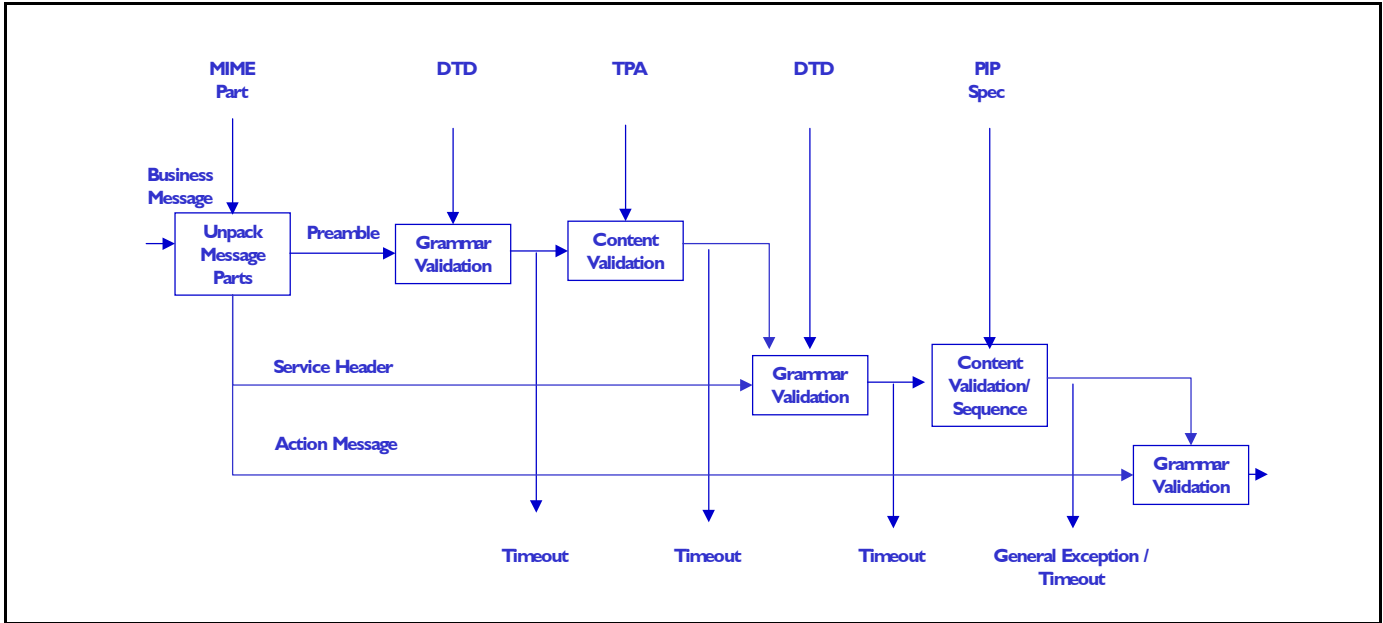 MIME
Part
DTD
TPA
DTD
PIP
Spec
Business
Message
Unpack
Message
Parts
Preamble
Grammar
Validation
Content
Validation
Service Header
Grammar
Validation
Content
Validation/
Sequence
Action Message
Grammar
Validation
Timeout
Timeout
Timeout
General Exception /
Timeout